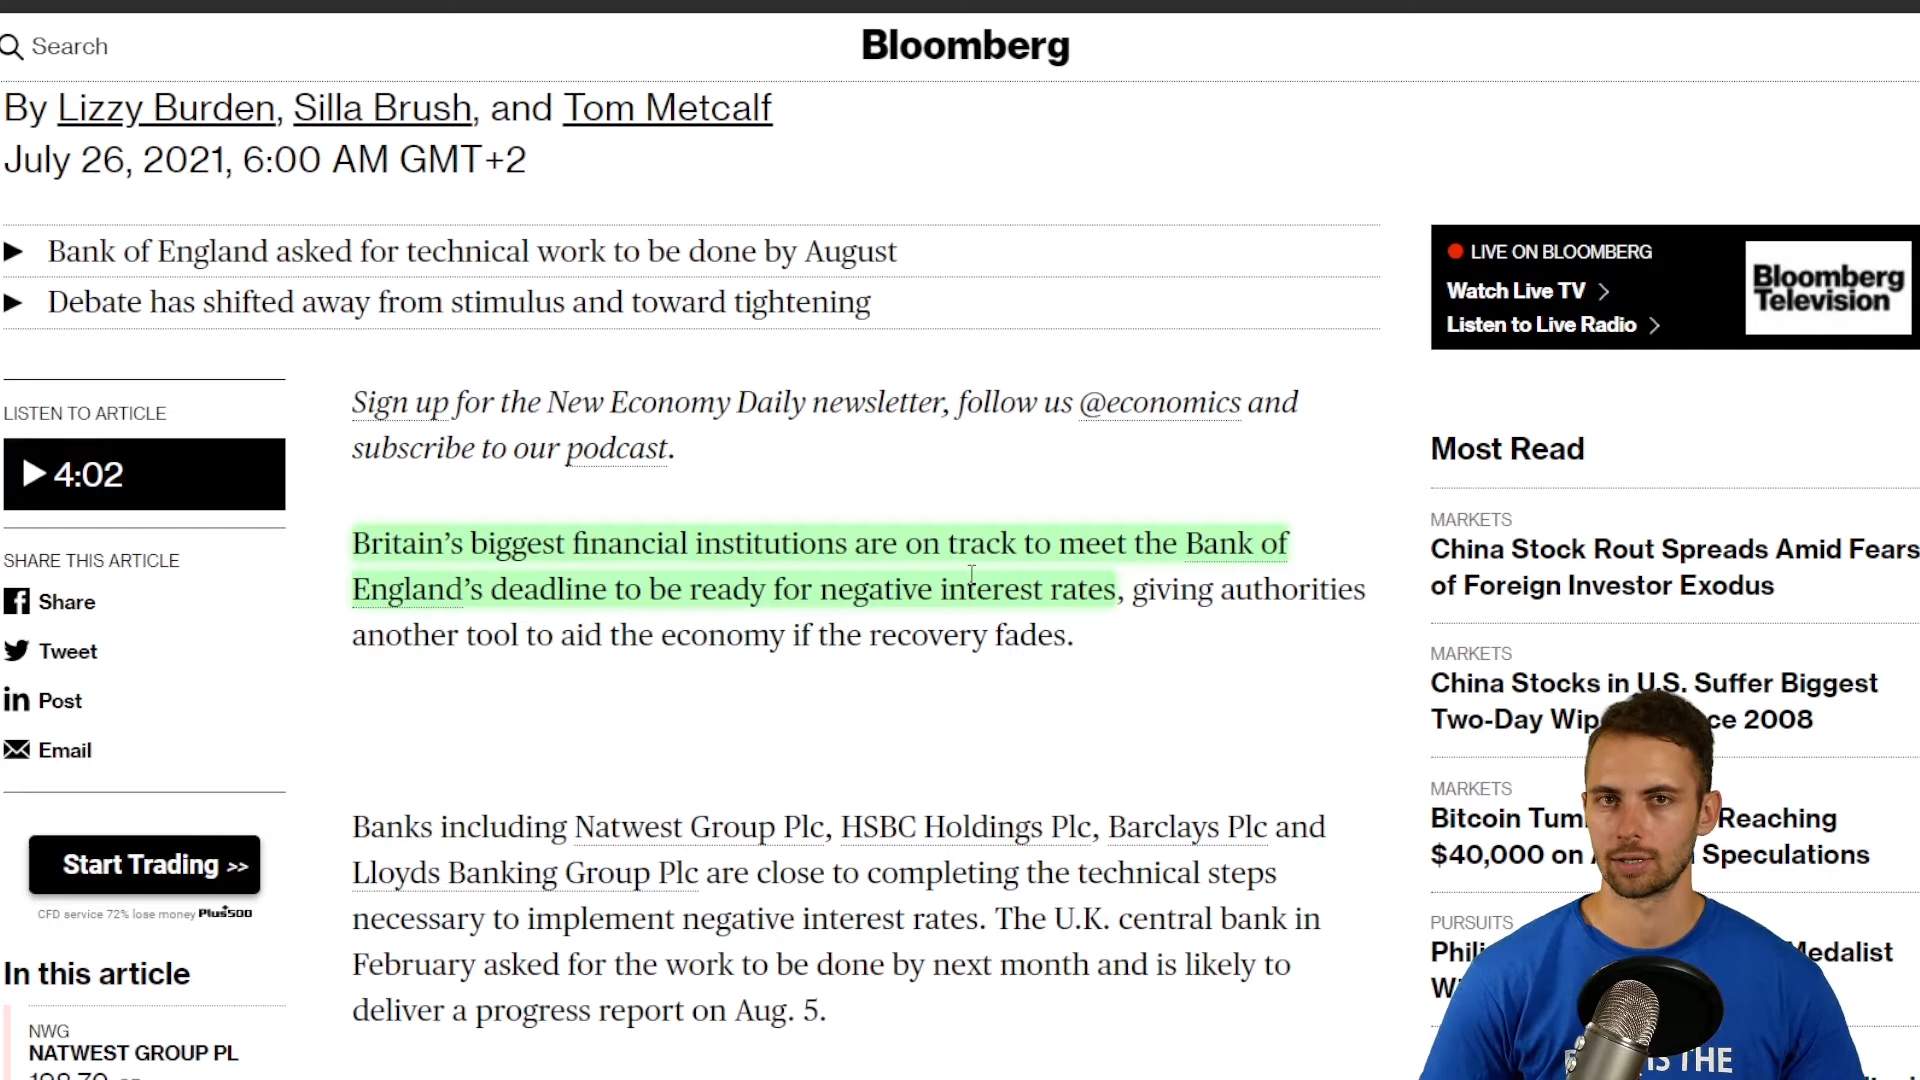 Search
Bloomberg
By Lizzy Burden, Silla Brush, and Tom Metcalf
July 26, 2021, 6:00 AM GMT+2
Bank of England asked for technical work to be done by August
Debate has shifted away from stimulus and toward tightening
LIVE ON BLOOMBERG
Watch Live TV
Listen to Live Radio
Bloomberg
Television
LISTEN TO ARTICLE
4:02
SHARE THIS ARTICLE
Share
Tweet
Post
Email
Start Trading >>
CFD service 72% lose money Plus500
In this article
NWG
NATWEST GROUP PL
Sign up for the New Economy Daily newsletter, follow us @economics and
subscribe to our podcast.
Britain's biggest financial institutions are on track to meet the Bank of
England's deadline to be ready for negative interest rates, giving authorities
another tool to aid the economy if the recovery fades.
Banks including Natwest Group Plc, HSBC Holdings Plc, Barclays Plc and
Lloyds Banking Group Plc are close to completing the technical steps
necessary to implement negative interest rates. The U.K. central bank in
February asked for the work to be done by next month and is likely to
deliver a progress report on Aug. 5.
Most Read
MARKETS
China Stock Rout Spreads Amid Fears
of Foreign Investor Exodus
MARKETS
China Stocks in U.S. Suffer Biggest
Two-Day 2008
MARKETS
Bitcoin Reaching
$40,000 on Speculations
PURSUITS
IS THE